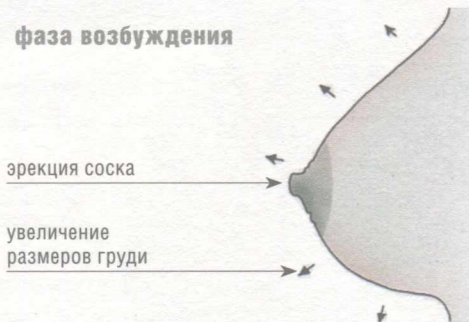 фаза возбуждения
эрекция соска
увеличение
размеров груди